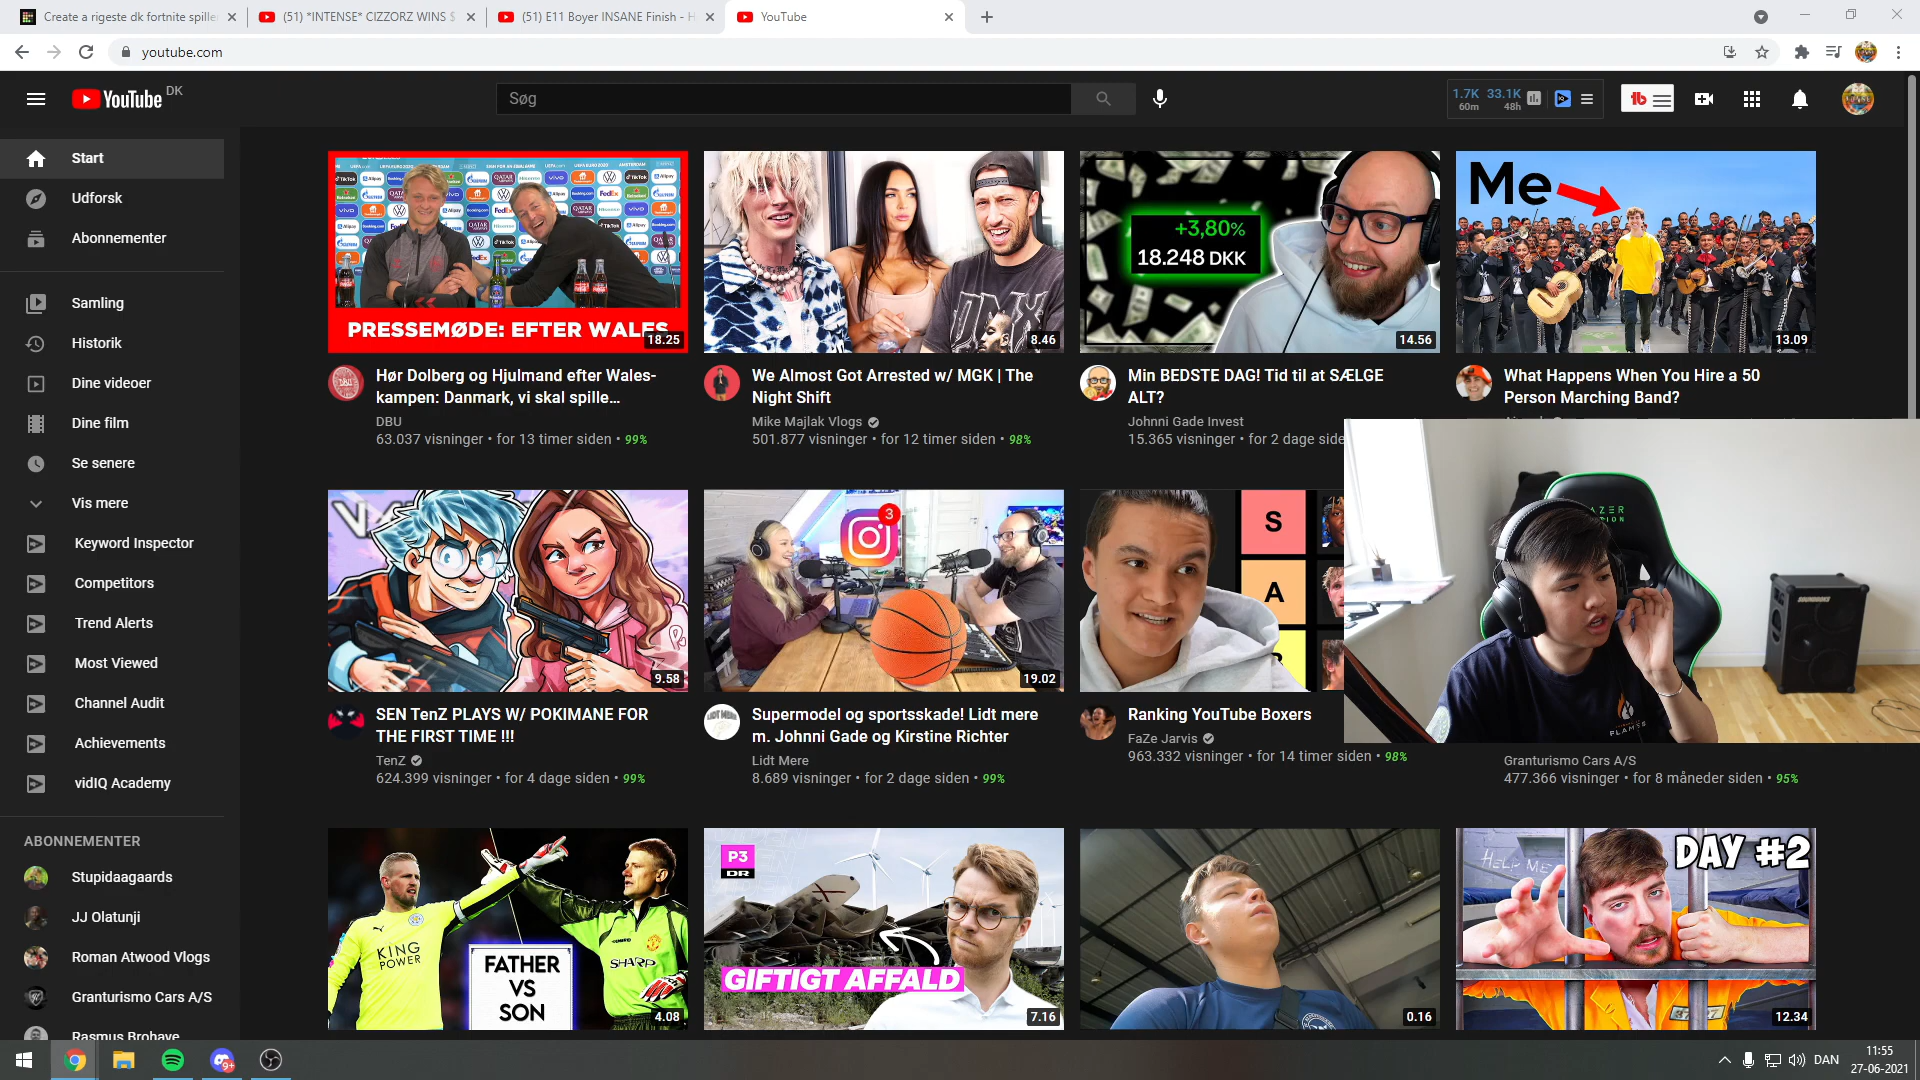 Create a rigeste dk fortnite spille
(51) *INTENSE* CIZZORZ WINS $
(51) E11 Boyer INSANE Finish - H
YouTube
youtube.com
YouTube DK
Søg
1.7K 33.1K
60m 48h
Start
Udforsk
Abonnementer
Samling
Historik
Dine videoer
Dine film
Se senere
Vis mere
Keyword Inspector
Competitors
Trend Alerts
Most Viewed
Channel Audit
Achievements
vidIQ Academy
ABONNEMENTER
Stupidaagaards
JJ Olatunji
Roman Atwood Vlogs
Granturismo Cars A/S
Rasmus Brohave
PRESSEMØDE: EFTER WALES
18.25
Hør Dolberg og Hjulmand efter Wales-
kampen: Danmark, vi skal spille...
DBU
63.037 visninger • for 13 timer siden • 99%
8.46
We Almost Got Arrested w/ MGK | The
Night Shift
Mike Majlak Vlogs
501.877 visninger • for 12 timer siden • 98%
+3,80%
18.248 DKK
14.56
Min BEDSTE DAG! Tid til at SÆLGE
ALT?
Johnni Gade Invest
15.365 visninger • for 2 dage side
Me
13.09
What Happens When You Hire a 50
Person Marching Band?
9.58
SEN TenZ PLAYS W/ POKIMANE FOR
THE FIRST TIME !!!
TenZ
624.399 visninger • for 4 dage siden • 99%
3
19.02
Supermodel og sportsskade! Lidt mere
m. Johnni Gade og Kirstine Richter
Lidt Mere
8.689 visninger • for 2 dage siden • 99%
S
A
Ranking YouTube Boxers
FaZe Jarvis
963.332 visninger • for 14 timer siden • 98%
Granturismo Cars A/S
477.366 visninger • for 8 måneder siden • 95%
KING
POWER
SHARP
FATHER
VS
SON
4.08
P3
DR
GIFTIGT AFFALD
7.16
0.16
HELP ME
DAY #2
12.34
9+
DAN
11:55
27-06-2021